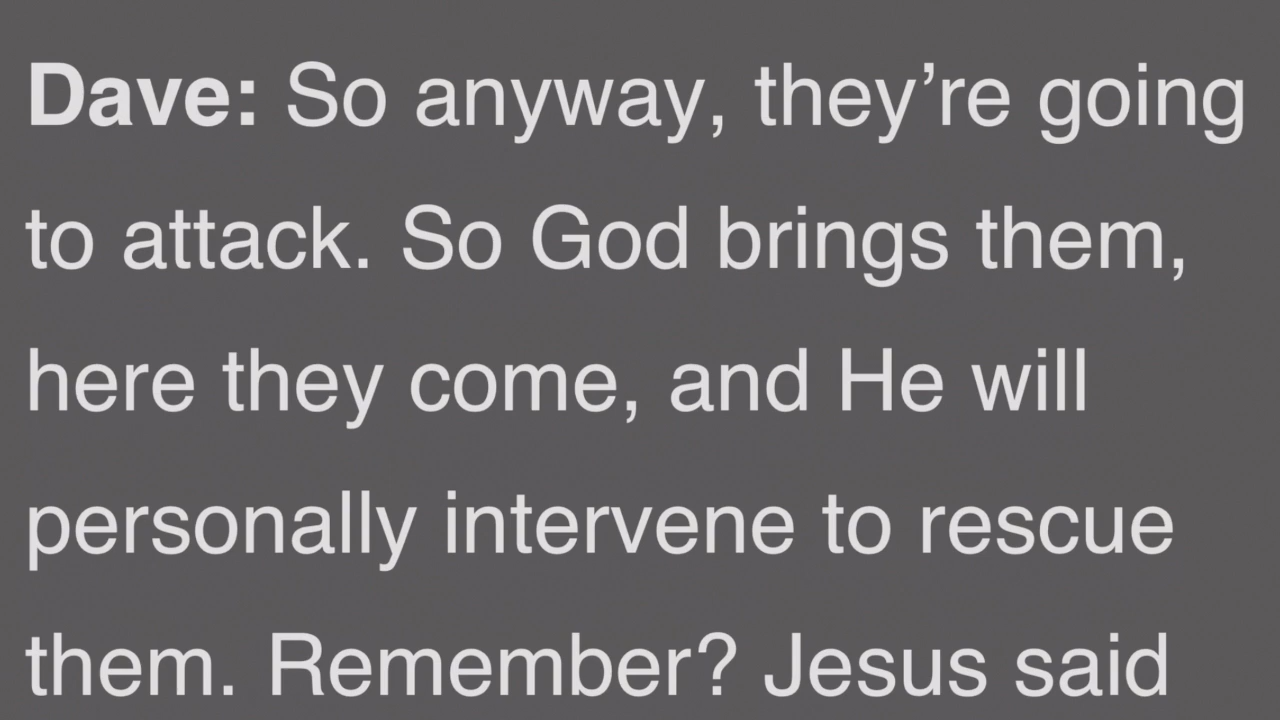 Dave: So anyway, they’re going
to attack. So God brings them,
here they come, and He will
personally intervene to rescue
them. Remember? Jesus said